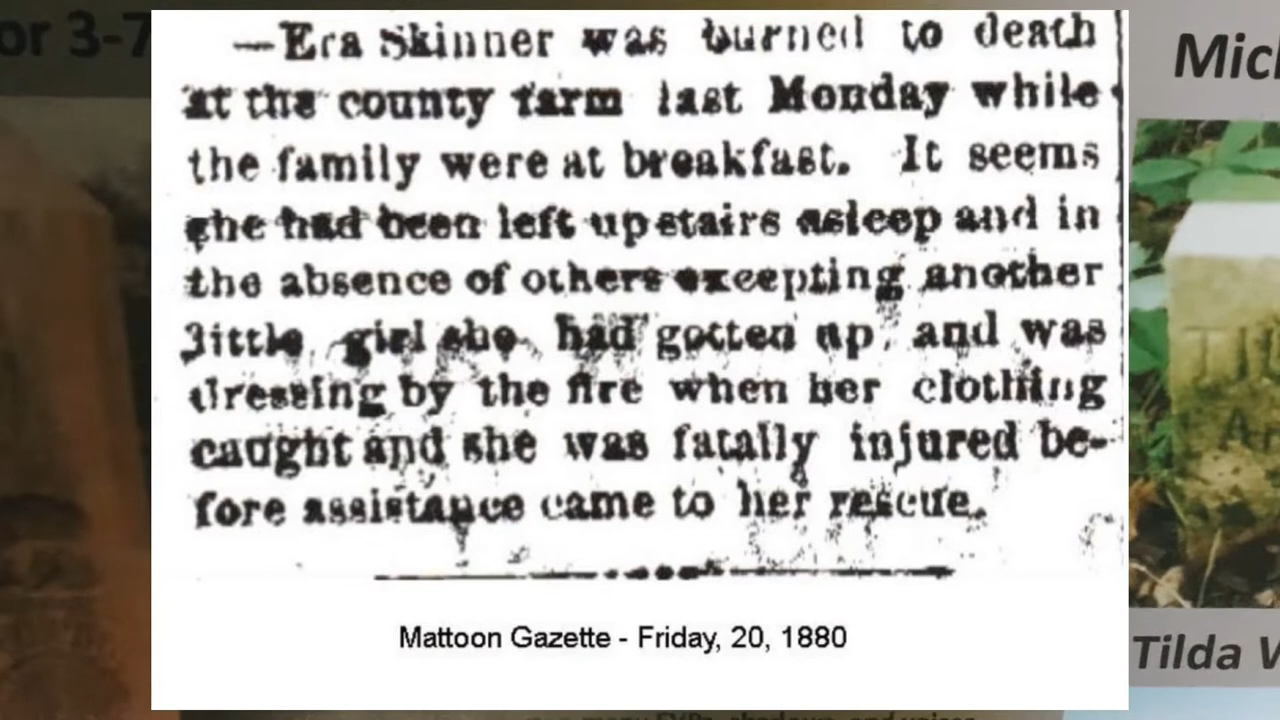 or 3-7
—Era Skinner was burned to death
at the county farm last Monday while
the family were at breakfast. It seems
she had been left upstairs asleep and in
the absence of others excepting another
little girl she had gotten up, and was
dressing by the fire when her clothing
caught and she was fatally injured be-
fore assistance came to her rescue.
Mattoon Gazette - Friday, 20, 1880
Mich
Tilda W